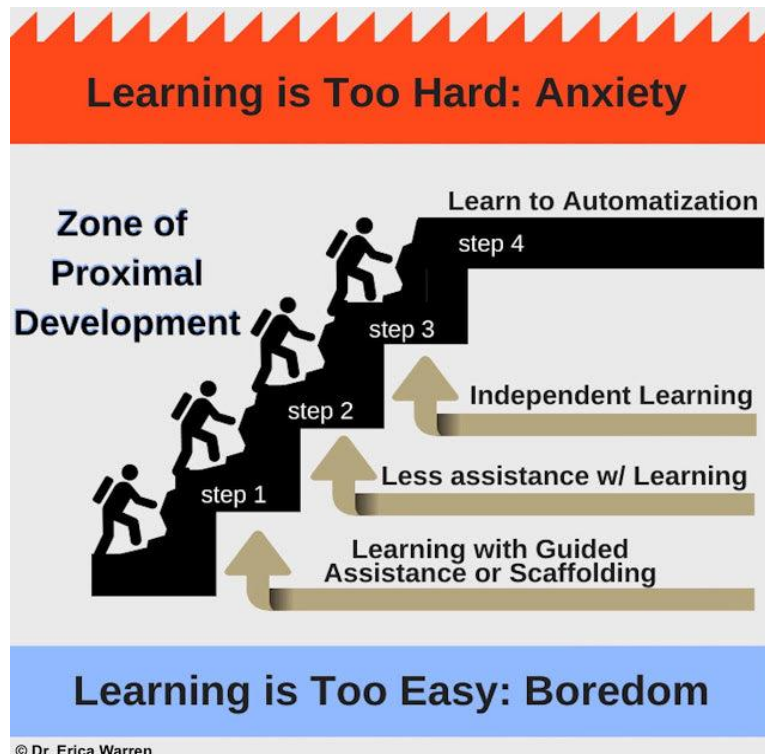 Learning is Too Hard: Anxiety
Zone of
Proximal
Development
Learn to Automatization
step 4
step 3
Independent Learning
step 2
Less assistance w/ Learning
step 1
Learning with Guided
Assistance or Scaffolding
Learning is Too Easy: Boredom
© Dr. Erica Warren